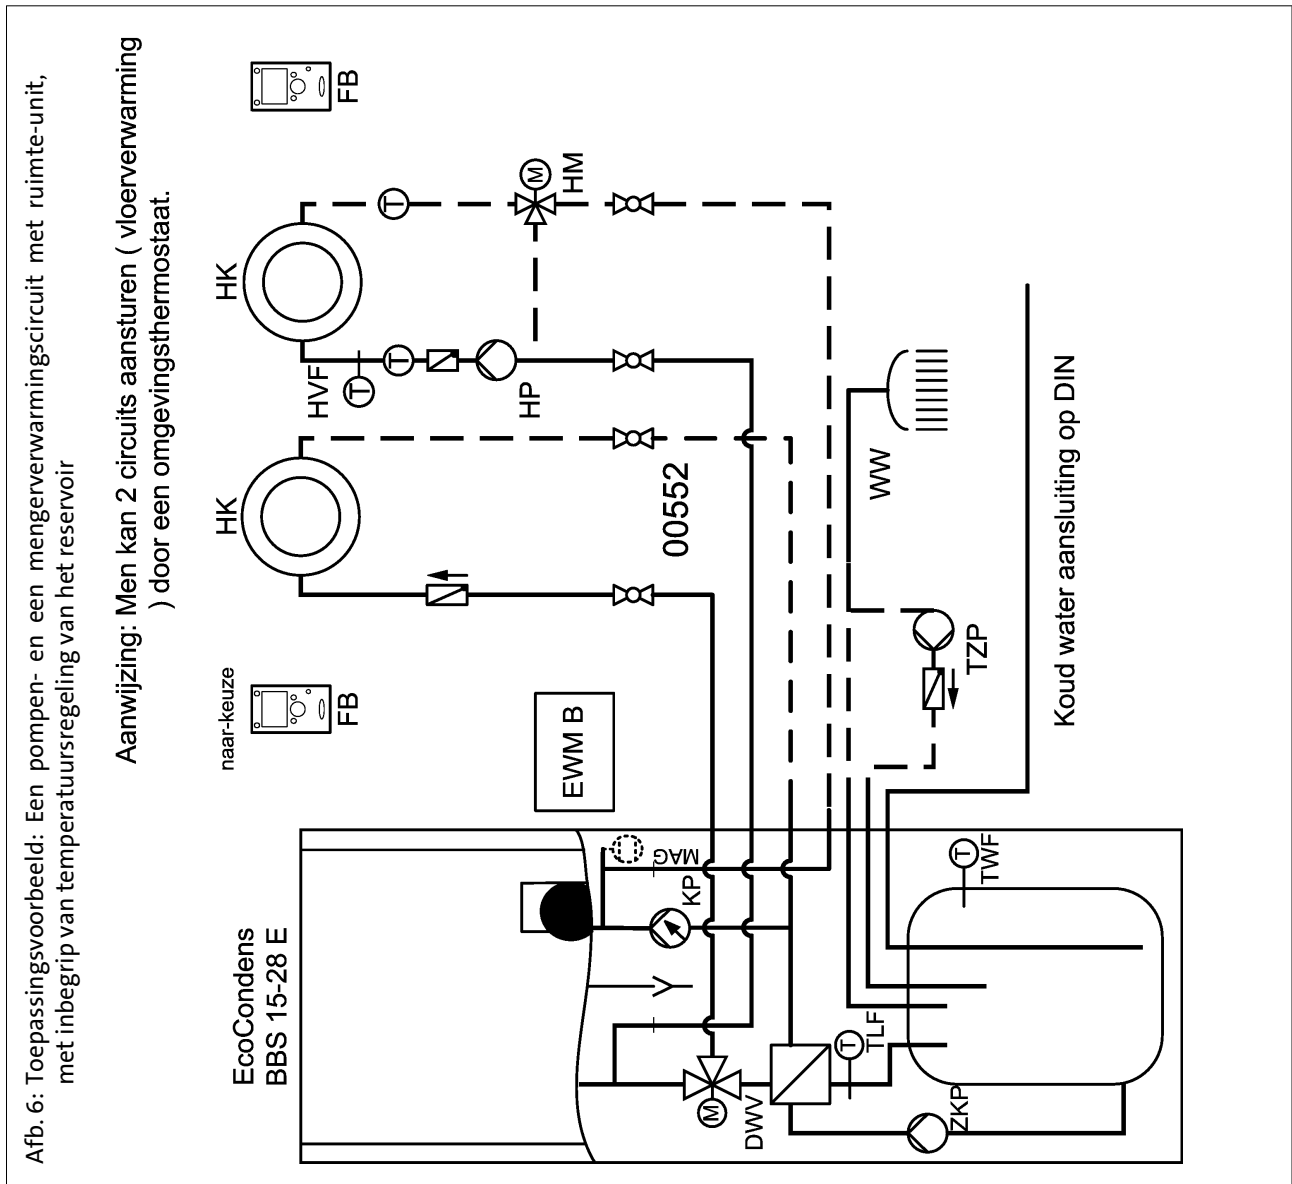 Afb. 6: Toepassingsvoorbeeld: Een pompen- en een mengerverwarmingscircuit met ruimte-unit,
met inbegrip van temperatuursregeling van het reservoir
Aanwijzing: Men kan 2 circuits aansturen ( vloerverwarming
) door een omgevingsthermostaat.
naar-keuze
FB
FB
HK
HK
EcoCondens
BBS 15-28 E
HVF
T
T
T
HP
M
HM
EWM B
00552
MAG
KP
WW
M
DWV
T
TLF
ZKP
T
TWF
TZP
Koud water aansluiting op DIN